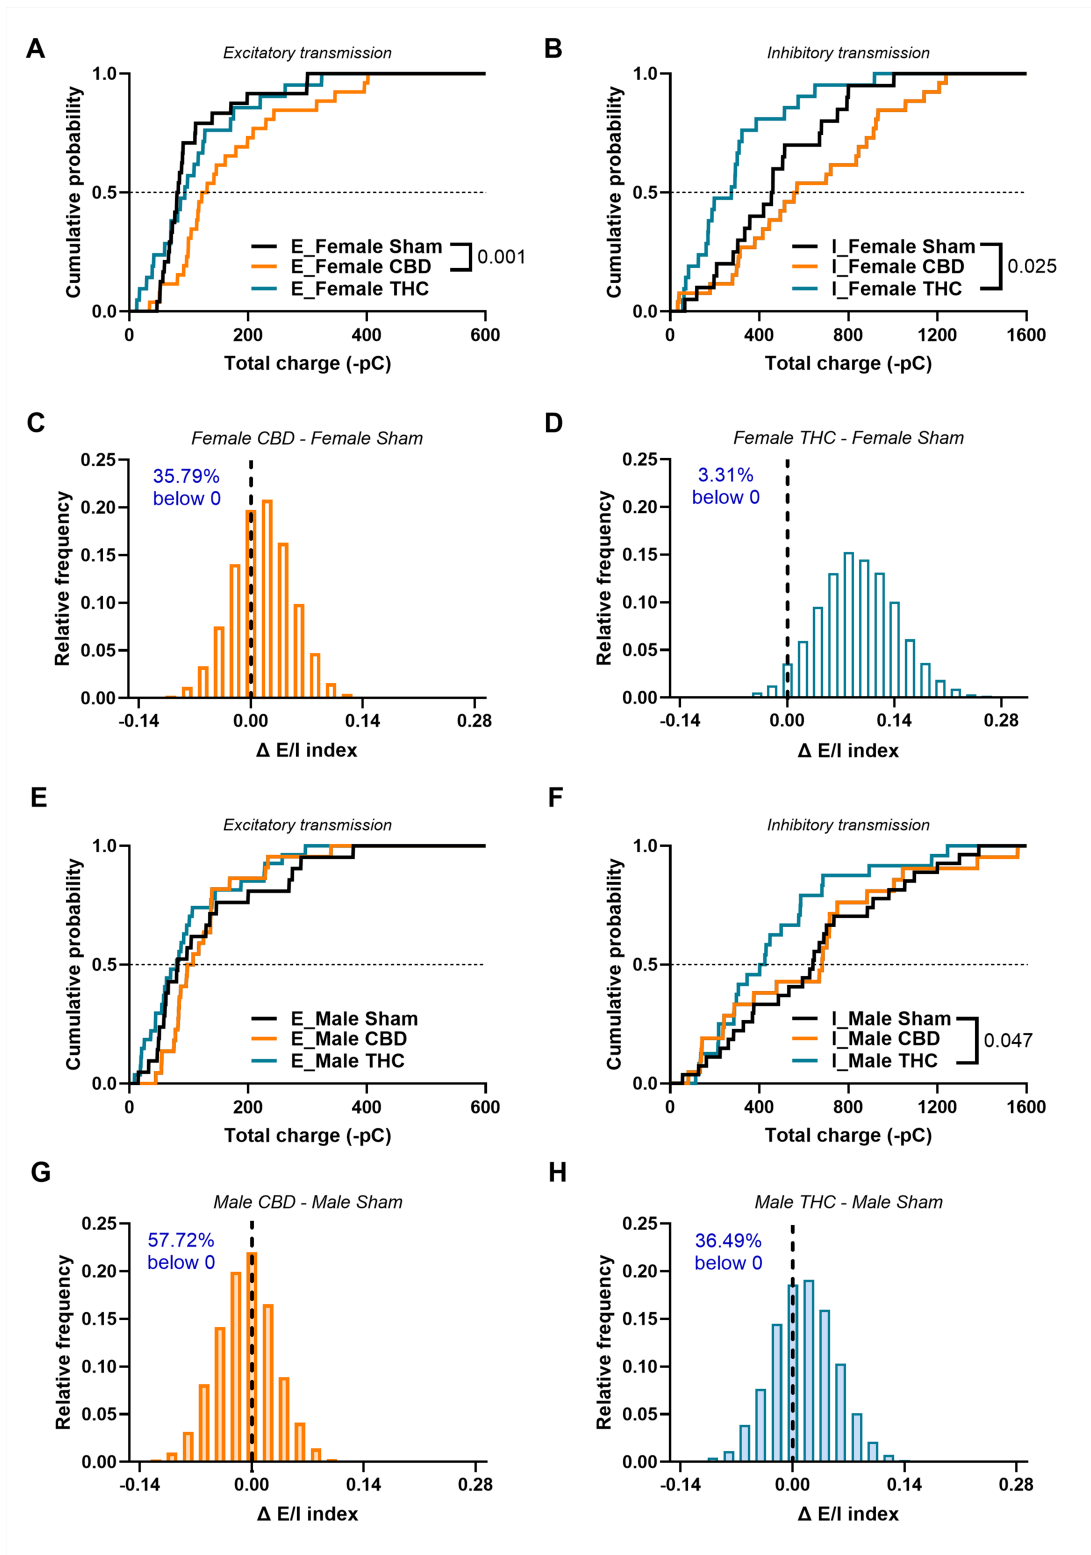 A
Excitatory transmission
Cumulative probability
1.0
0.5
0.0
E_Female Sham
E_Female CBD
E_Female THC
0.001
0 200 400 600
Total charge (-pC)
B
Inhibitory transmission
Cumulative probability
1.0
0.5
0.0
I_Female Sham
I_Female CBD
I_Female THC
0.025
0 400 800 1200 1600
Total charge (-pC)
C
Female CBD - Female Sham
Relative frequency
0.25
0.20
0.15
0.10
0.05
0.00
35.79%
below 0
-0.14 0.00 0.14 0.28
Δ E/I index
D
Female THC - Female Sham
Relative frequency
0.25
0.20
0.15
0.10
0.05
0.00
3.31%
below 0
-0.14 0.00 0.14 0.28
Δ E/I index
E
Excitatory transmission
Cumulative probability
1.0
0.5
0.0
E_Male Sham
E_Male CBD
E_Male THC
0 200 400 600
Total charge (-pC)
F
Inhibitory transmission
Cumulative probability
1.0
0.5
0.0
I_Male Sham
I_Male CBD
I_Male THC
0.047
0 400 800 1200 1600
Total charge (-pC)
G
Male CBD - Male Sham
Relative frequency
0.25
0.20
0.15
0.10
0.05
0.00
57.72%
below 0
-0.14 0.00 0.14 0.28
Δ E/I index
H
Male THC - Male Sham
Relative frequency
0.25
0.20
0.15
0.10
0.05
0.00
36.49%
below 0
-0.14 0.00 0.14 0.28
Δ E/I index